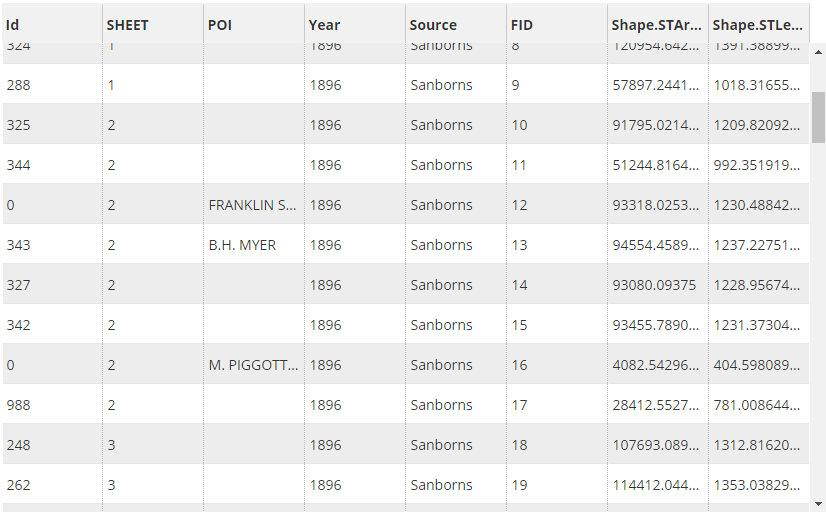 Id SHEET POI Year Source FID Shape.STAr... Shape.STLe...
324 1 1896 Sanborns 8 120954.642... 1391.38899...
288 1 1896 Sanborns 9 57897.2441... 1018.31655...
325 2 1896 Sanborns 10 91795.0214... 1209.82092...
344 2 1896 Sanborns 11 51244.8164... 992.351919...
0 2 FRANKLIN S... 1896 Sanborns 12 93318.0253... 1230.48842...
343 2 B.H. MYER 1896 Sanborns 13 94554.4589... 1237.22751...
327 2 1896 Sanborns 14 93080.09375 1228.95674...
342 2 1896 Sanborns 15 93455.7890... 1231.37304...
0 2 M. PIGGOTT... 1896 Sanborns 16 4082.54296... 404.598089...
988 2 1896 Sanborns 17 28412.5527... 781.008644...
248 3 1896 Sanborns 18 107693.089... 1312.81620...
262 3 1896 Sanborns 19 114412.044... 1353.03829...